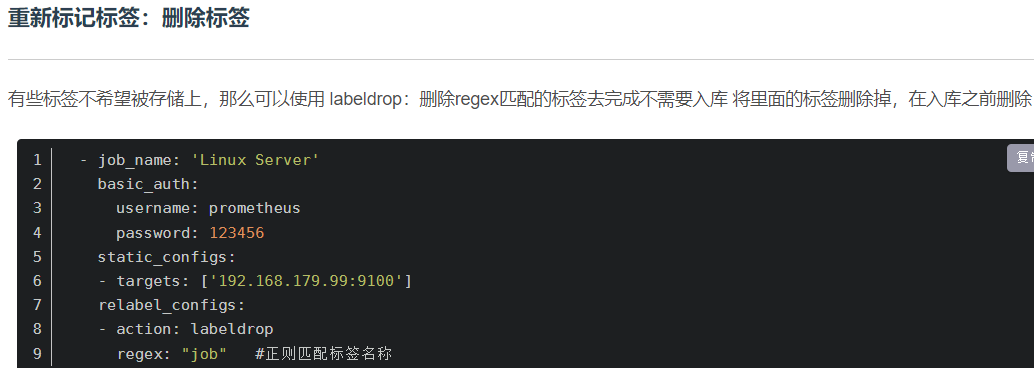 重新标记标签：删除标签
有些标签不希望被存储上，那么可以使用 labeldrop：删除regex匹配的标签去完成不需要入库 将里面的标签删除掉，在入库之前删除
复制
1 - job_name: 'Linux Server'
2 basic_auth:
3 username: prometheus
4 password: 123456
5 static_configs:
6 - targets: ['192.168.179.99:9100']
7 relabel_configs:
8 - action: labeldrop
9 regex: "job" #正则匹配标签名称